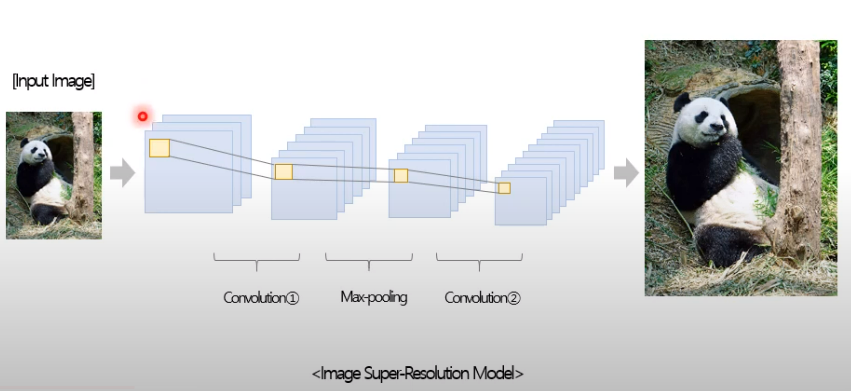 [Input Image]
Convolution①
Max-pooling
Convolution②
<Image Super-Resolution Model>